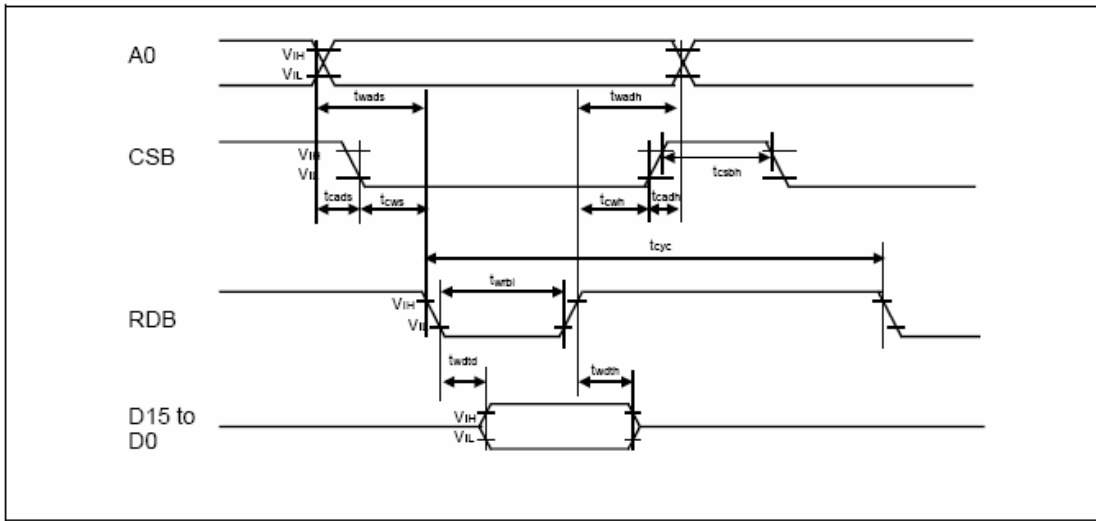 A0
VIH
VIL
twads
twadh
CSB
VIH
VIL
tcsbh
tcads
tcws
tcwh
tcadh
tcyc
twrbl
RDB
VIH
VIL
twdtd
twdth
D15 to
D0
VIH
VIL